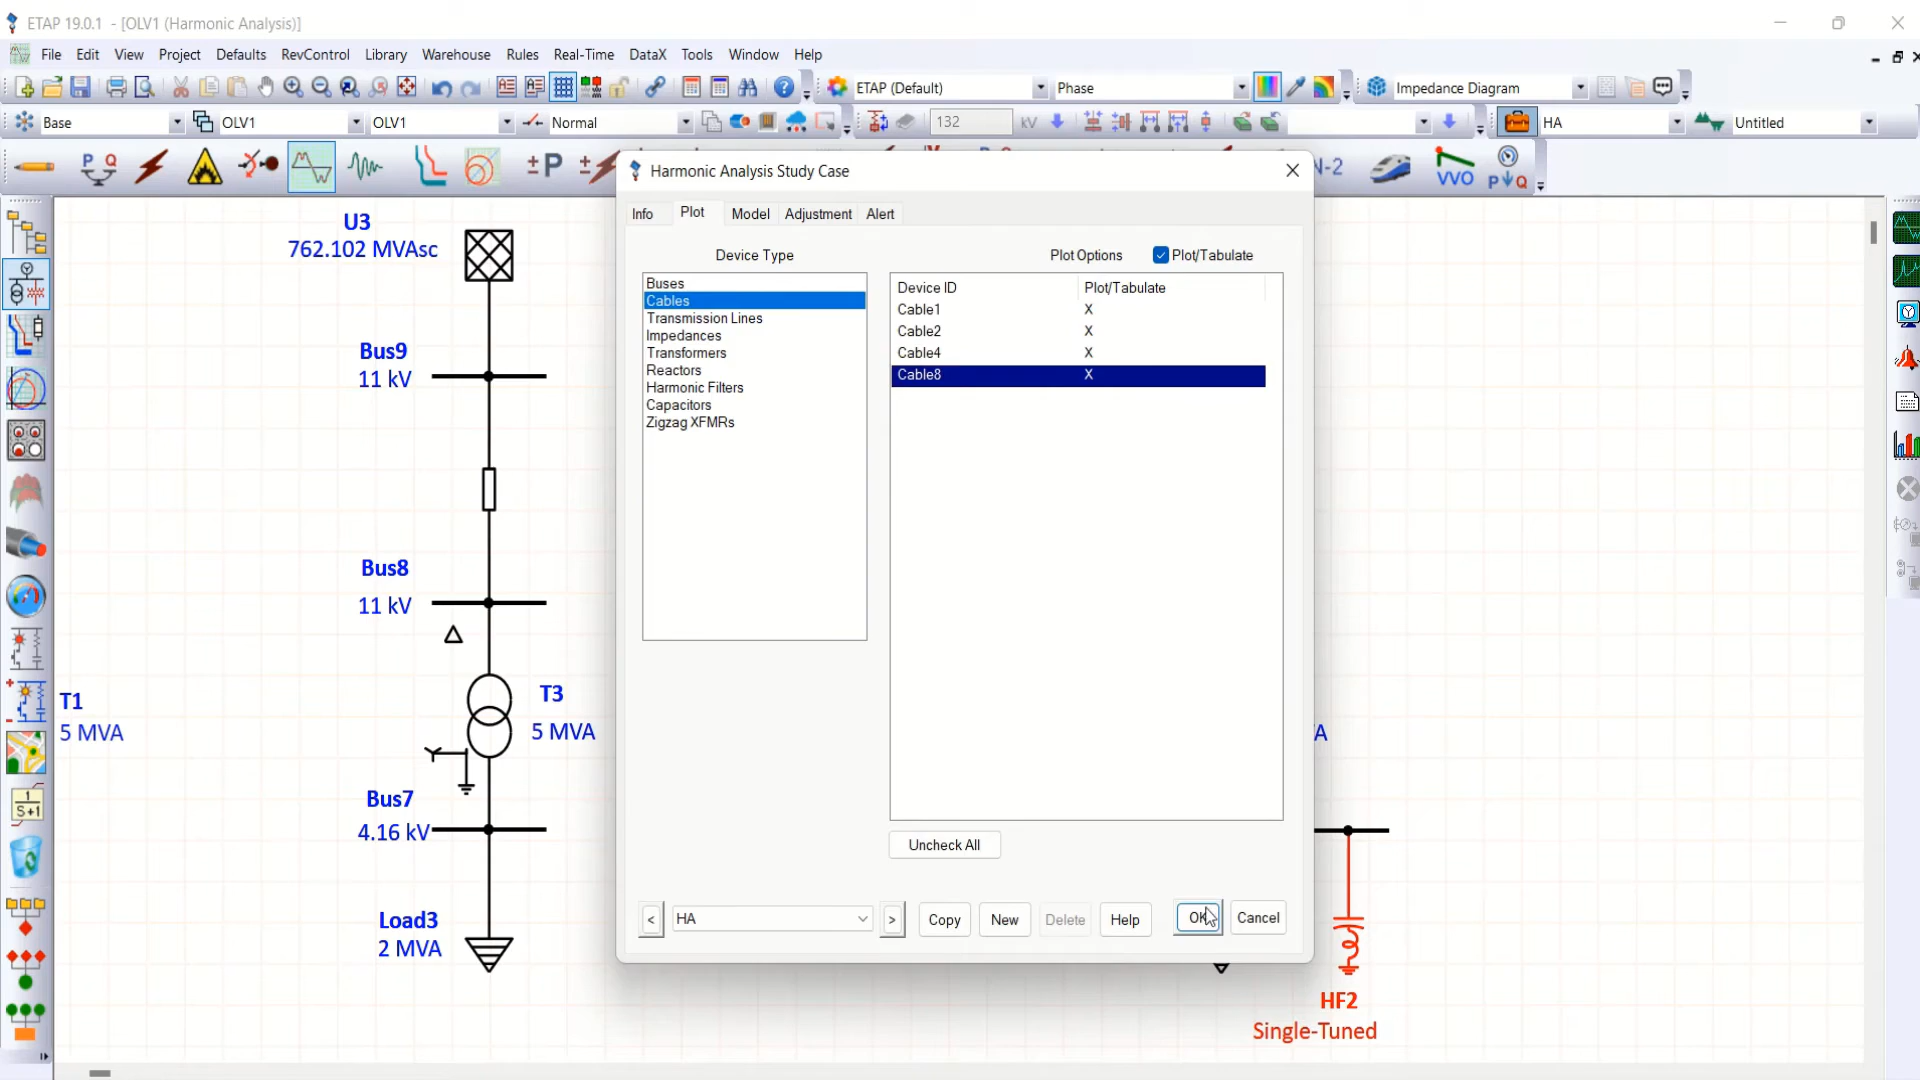 ETAP 19.0.1 - [OLV1 (Harmonic Analysis)]
File Edit View Project Defaults RevControl Library Warehouse Rules Real-Time DataX Tools Window Help
ETAP (Default) Phase Impedance Diagram
Base OLV1 OLV1 Normal 132 kV HA Untitled
P Q ±P N-2 VVO P Q
Harmonic Analysis Study Case
Info Plot Model Adjustment Alert
Device Type
Plot Options Plot/Tabulate
Buses
Cables
Transmission Lines
Impedances
Transformers
Reactors
Harmonic Filters
Capacitors
Zigzag XFMRs
Device ID Plot/Tabulate
Cable1 X
Cable2 X
Cable4 X
Cable8 X
Uncheck All
< HA > Copy New Delete Help OK Cancel
U3
762.102 MVAsc
Bus9
11 kV
Bus8
11 kV
T1
5 MVA
T3
5 MVA
Bus7
4.16 kV
Load3
2 MVA
A
HF2
Single-Tuned
1
S+1